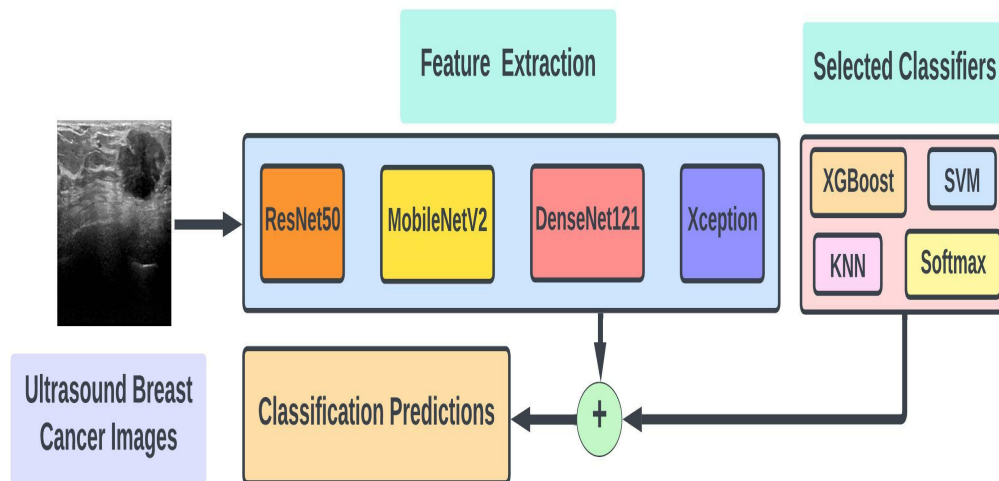 Feature Extraction
Selected Classifiers
ResNet50
MobileNetV2
DenseNet121
Xception
XGBoost
SVM
KNN
Softmax
Ultrasound Breast
Cancer Images
Classification Predictions
+